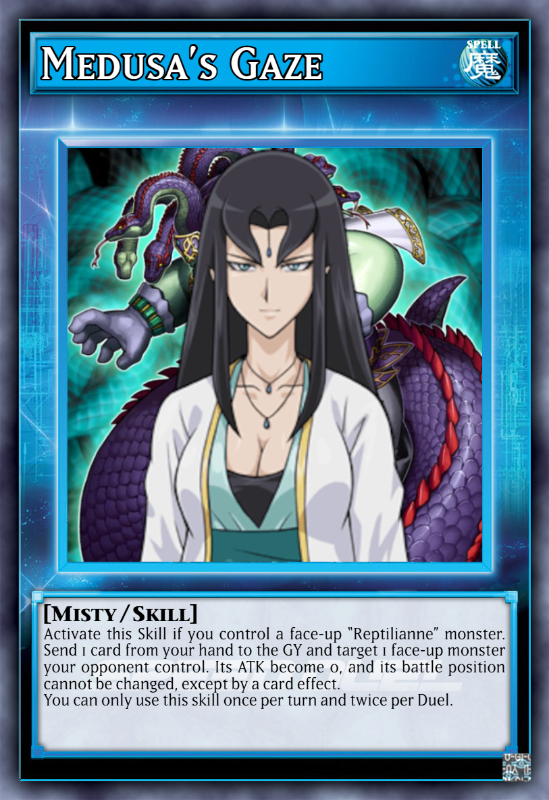 MEDUSA'S GAZE
SPELL
魔
[MISTY/SKILL]
Activate this Skill if you control a face-up "Reptilianne" monster.
Send 1 card from your hand to the GY and target 1 face-up monster
your opponent control. Its ATK become 0, and its battle position
cannot be changed, except by a card effect.
You can only use this skill once per turn and twice per Duel.